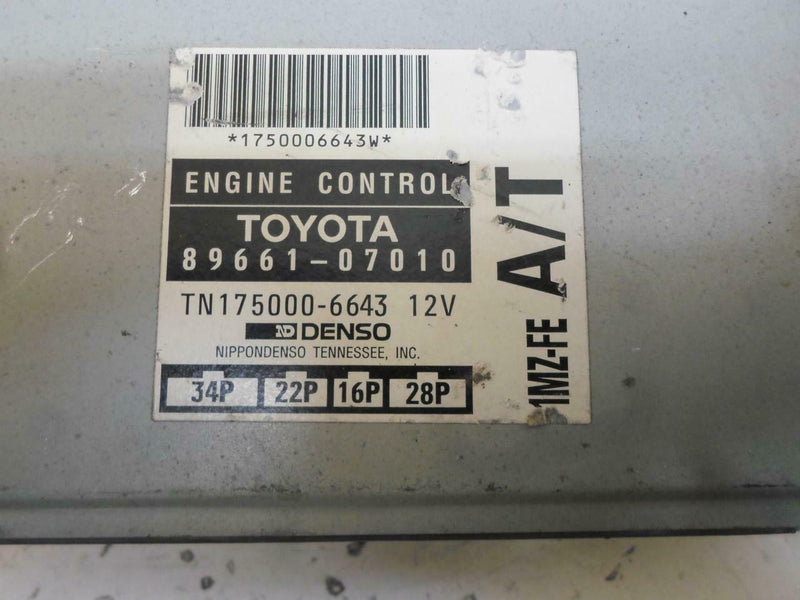 *1750006643W*
ENGINE CONTROL
TOYOTA
89661-07010
TN175000-6643 12V
ND DENSO
NIPPONDENSO TENNESSEE, INC.
34P 22P 16P 28P
1MZ-FE A/T